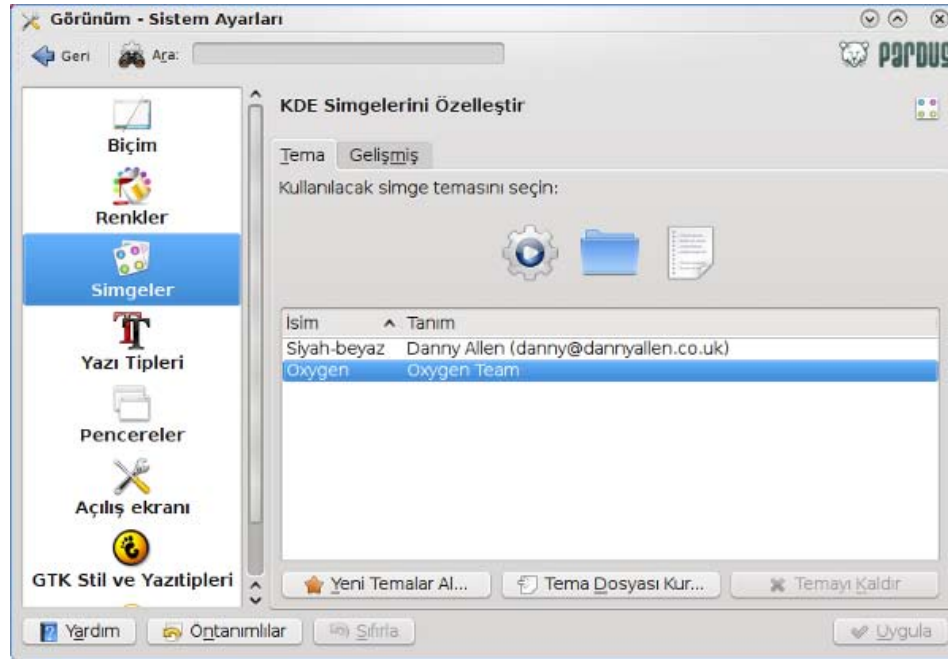 Görünüm - Sistem Ayarları
Geri Ara:
PARDUS
KDE Simgelerini Özelleştir
Biçim
Renkler
Simgeler
Yazı Tipleri
Pencereler
Açılış ekranı
GTK Stil ve Yazıtipleri
Tema Gelişmiş
Kullanılacak simge temasını seçin:
İsim Tanım
Siyah-beyaz Danny Allen (danny@dannyallen.co.uk)
Oxygen Oxygen Team
Yeni Temalar Al... Tema Dosyası Kur... Temayı Kaldır
Yardım Öntanımlılar Sıfırla Uygula